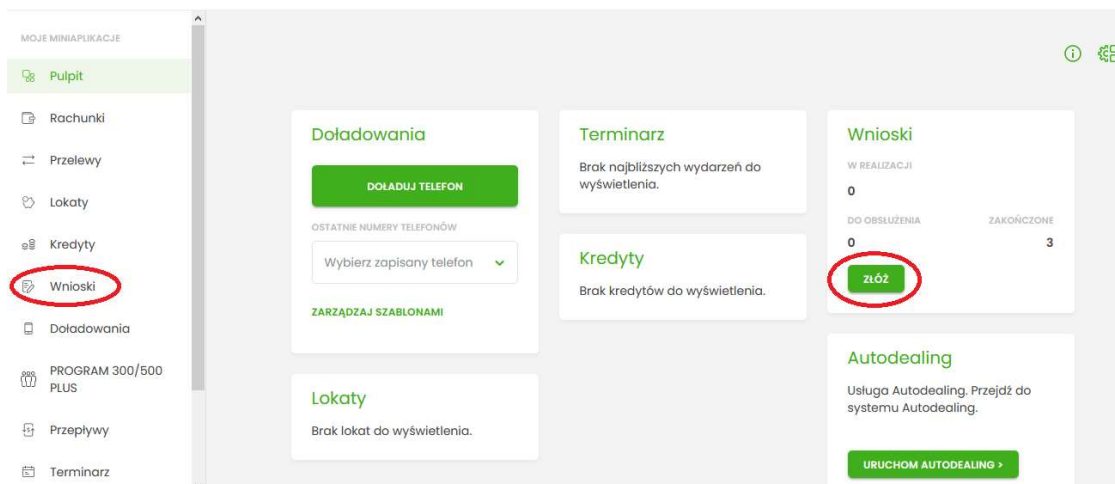 MOJE MINIAPLIKACJE
Pulpit
Rachunki
Przelewy
Lokaty
Kredyty
Wnioski
Doładowania
PROGRAM 300/500
PLUS
Przepływy
Terminarz
Doładowania
DOŁADUJ TELEFON
OSTATNIE NUMERY TELEFONÓW
Wybierz zapisany telefon
ZARZĄDZAJ SZABLONAMI
Lokaty
Brak lokat do wyświetlenia.
Terminarz
Brak najbliższych wydarzeń do
wyświetlenia.
Kredyty
Brak kredytów do wyświetlenia.
Wnioski
W REALIZACJI
0
DO OBSŁUŻENIA ZAKOŃCZONE
0 3
ZŁÓŻ
Autodealing
Usługa Autodealing. Przejdź do
systemu Autodealing.
URUCHOM AUTODEALING >